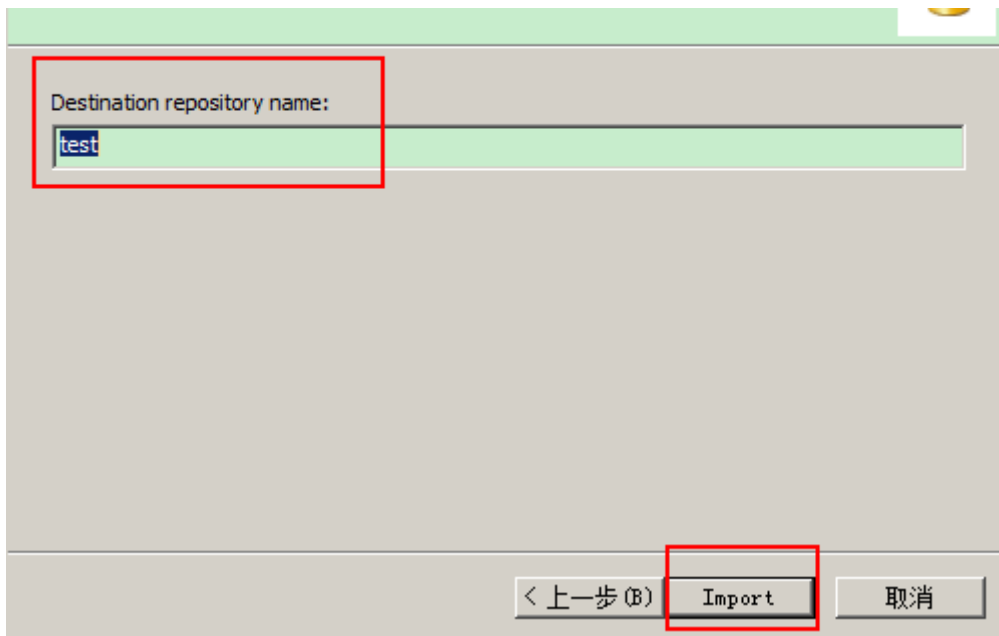 Destination repository name:
test
< 上一步(B)
Import
取消